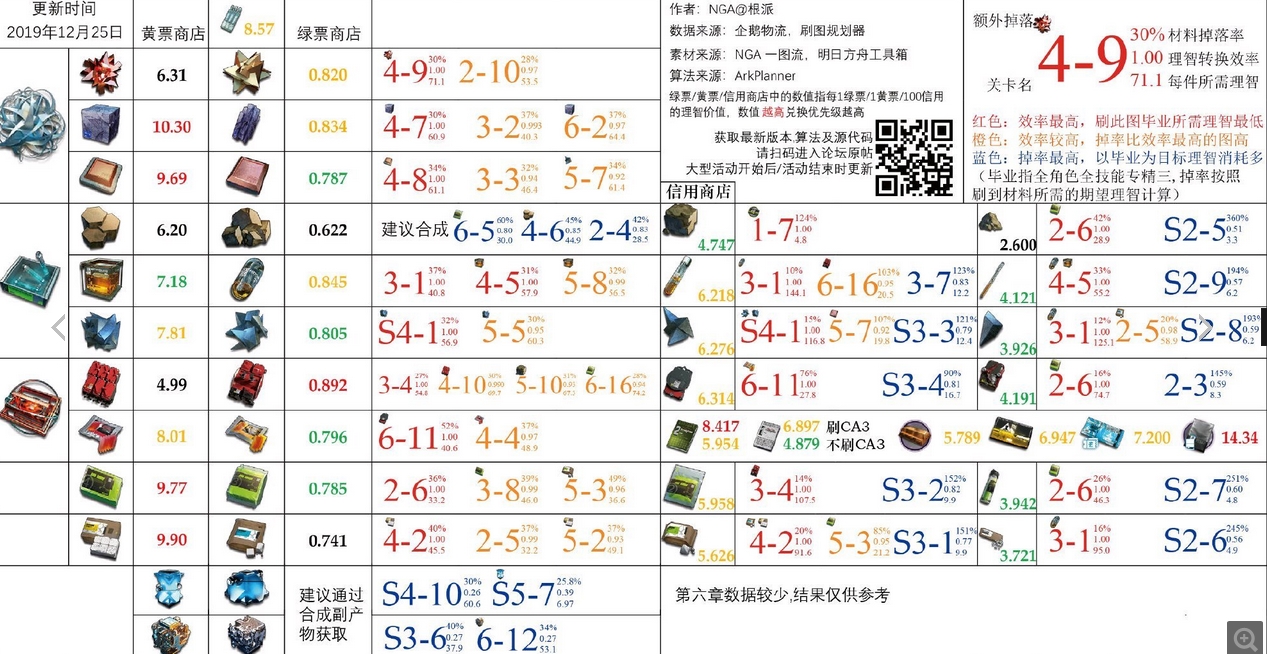 更新时间
2019年12月25日
黄票商店
8.57
绿票商店
6.31
0.820
4-9 30% 1.00 71.1
2-10 28% 0.97 53.5
10.30
0.834
4-7 30% 1.00 60.9
3-2 37% 0.993 40.3
6-2 37% 0.97 64.4
9.69
0.787
4-8 34% 1.00 61.1
3-3 32% 0.94 46.4
5-7 34% 0.92 61.4
6.20
0.622
建议合成
6-5 60% 0.80 30.0
4-6 45% 0.85 44.9
2-4 42% 0.83 28.5
7.18
0.845
3-1 37% 1.00 40.8
4-5 31% 1.00 57.9
5-8 32% 0.99 56.5
7.81
0.805
S4-1 32% 1.00 56.9
5-5 30% 0.95 60.3
4.99
0.892
3-4 27% 1.00 54.8
4-10 30%
5-10 31%
6-16 28% 74.2
8.01
0.796
6-11 52% 1.00 40.6
4-4 37% 0.97 48.9
9.77
0.785
2-6 36% 1.00 33.2
3-8 39% 0.99 46.0
5-3 49% 0.96 36.6
9.90
0.741
4-2 40% 1.00 45.5
2-5 37% 0.99 32.2
5-2 37% 0.93 49.1
建议通过
合成副产
物获取
S4-10 30% 0.26 60.6
S5-7 25.8% 0.39 6.97
S3-6 40% 0.27 37.9
6-12 34% 0.27 53.1
作者：NGA@根派
数据来源：企鹅物流，刷图规划器
素材来源：NGA 一图流，明日方舟工具箱
算法来源：ArkPlanner
绿票/黄票/信用商店中的数值指每1绿票/1黄票/100信用
的理智价值，数值 越高 兑换优先级越高
获取最新版本,算法及源代码
请扫码进入论坛原帖
大型活动开始后/活动结束时更新
信用商店
额外掉落
4-9
30% 材料掉落率
1.00 理智转换效率
71.1 每件所需理智
关卡名
红色：效率最高，刷此图毕业所需理智最低
橙色：效率较高，掉率比效率最高的图高
蓝色：掉率最高，以毕业为目标理智消耗多
（毕业指全角色全技能专精三,掉率按照
刷到材料所需的期望理智计算）
4.747
1-7 124% 1.00 4.8
2.600
2-6 42% 1.00 28.9
S2-5 360% 0.51 3.3
6.218
3-1 10% 1.00 144.1
6-16 103% 0.95 20.5
3-7 123% 0.83 12.2
4.121
4-5 33% 1.00 55.2
S2-9 194% 0.57 6.2
6.276
S4-1 15% 1.00 116.8
5-7 107% 0.92 19.8
S3-3 121% 0.79 12.4
3.926
3-1 12% 1.00 125.1
2-5 20% 0.98 58.9
S2-8 193% 0.59 6.2
6.314
6-11 76% 1.00 27.8
S3-4 90% 0.81 16.7
4.191
2-6 16% 1.00 74.7
2-3 145% 0.59 8.3
8.417
5.954
6.897 刷CA3
4.879 不刷CA3
5.789
6.947
7.200
14.34
5.958
3-4 14% 1.00 107.5
S3-2 152% 0.82 9.9
3.942
2-6 26% 1.00 46.3
S2-7 251% 0.60 4.8
5.626
4-2 20% 1.00 91.6
5-3 85% 0.95 21.2
S3-1 151% 0.77 9.9
3.721
3-1 16% 1.00 95.0
S2-6 245% 0.56 4.9
第六章数据较少,结果仅供参考